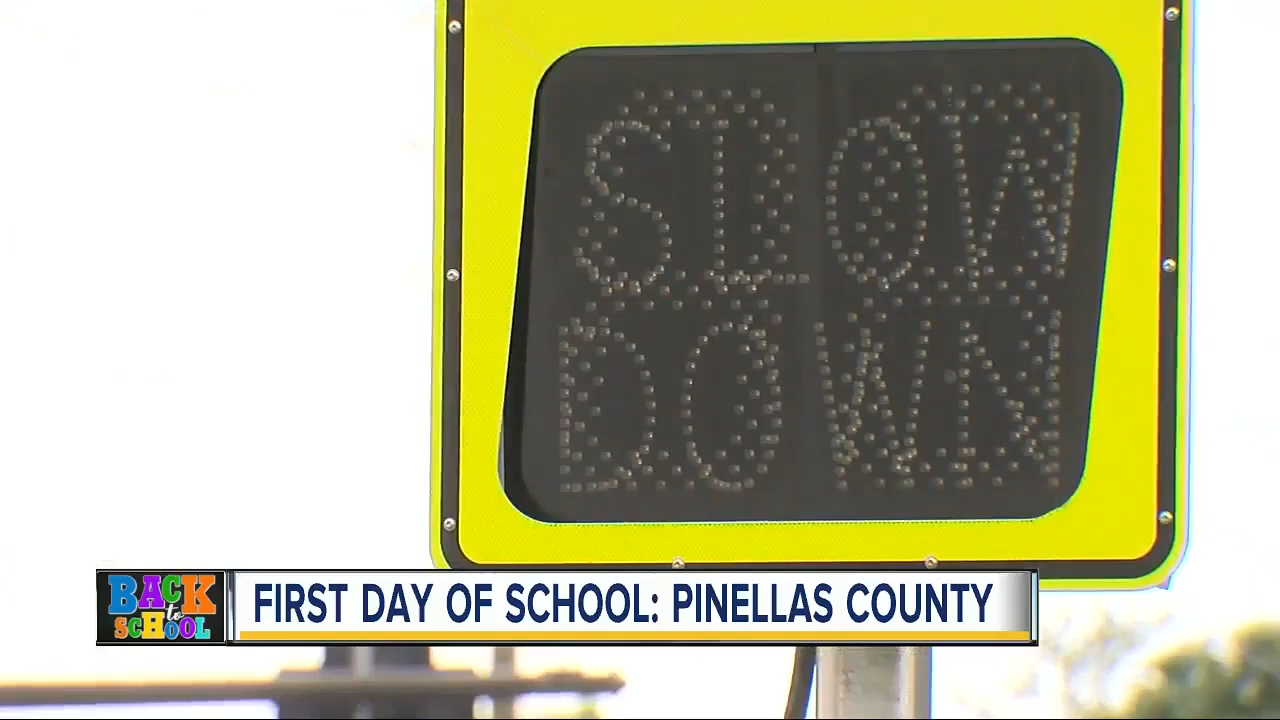 SLOW
DOWN
BACK
to
SCHOOL
FIRST DAY OF SCHOOL: PINELLAS COUNTY